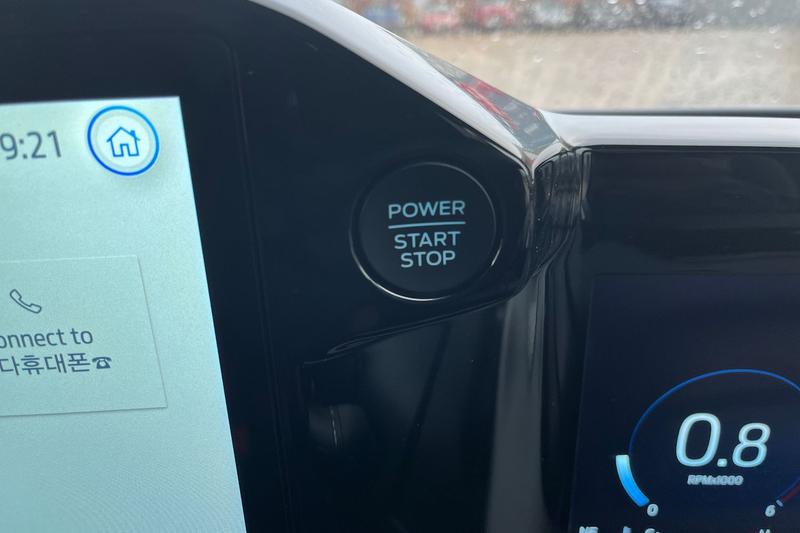 9:21
onnect to
다휴대폰☎
POWER
START
STOP
0.8
RPMx1000
0
6